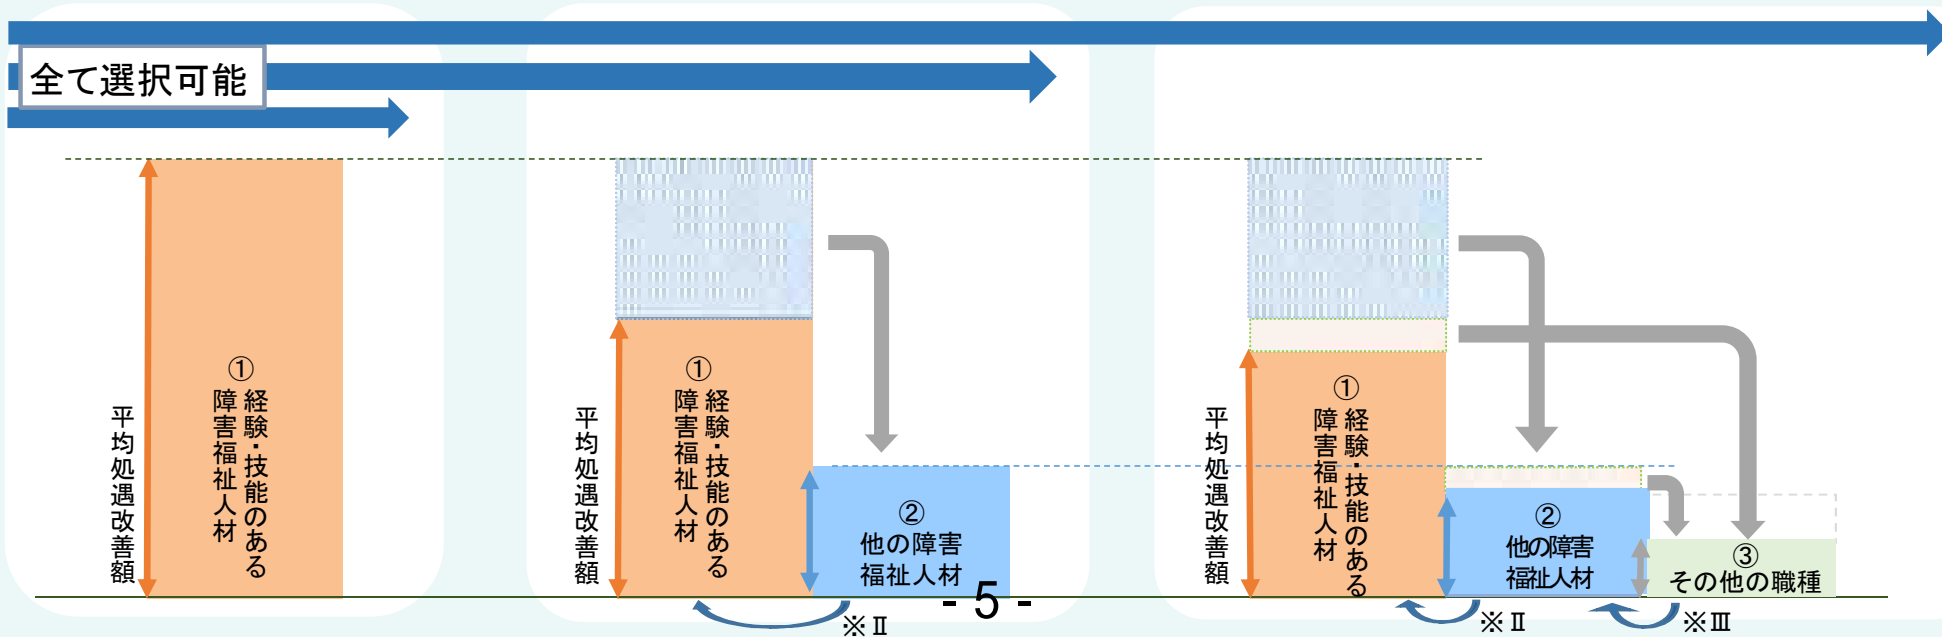 全て選択可能
平均処遇改善額
①
経験・技能のある
障害福祉人材
平均処遇改善額
①
経験・技能のある
障害福祉人材
②
他の障害
福祉人材
※Ⅱ
- 5 -
平均処遇改善額
①
経験・技能のある
障害福祉人材
②
他の障害
福祉人材
③
その他の職種
※Ⅱ
※Ⅲ